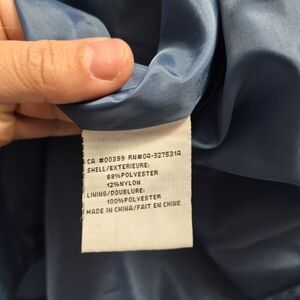 CA #00399 RN#04-3275314
SHELL/EXTERIEURE:
88%POLYESTER
12%NYLON
LINING/DOUBLURE:
100%POLYESTER
MADE IN CHINA/FAIT EN CHINE